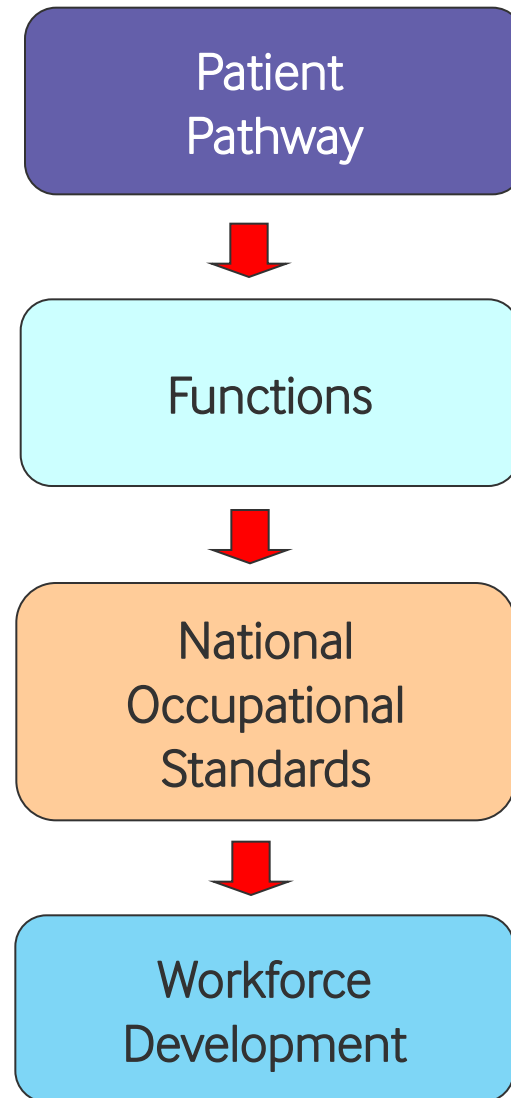 Patient
Pathway
Functions
National
Occupational
Standards
Workforce
Development